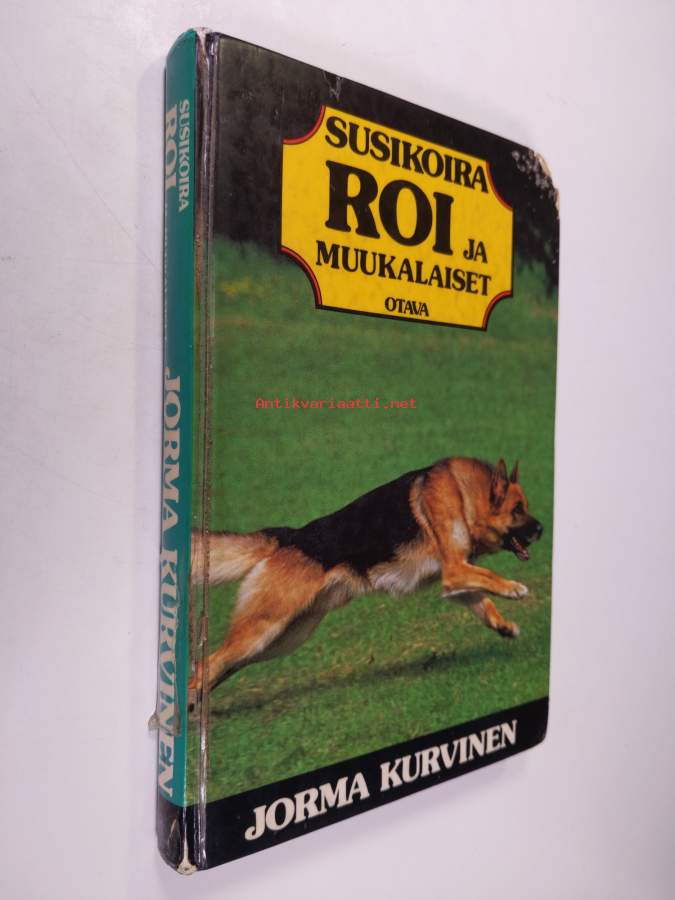 SUSIKOIRA
ROI
JORMA KURVINEN
SUSIKOIRA
ROI JA
MUUKALAISET
OTAVA
Antikvariaatti.net
JORMA KURVINEN